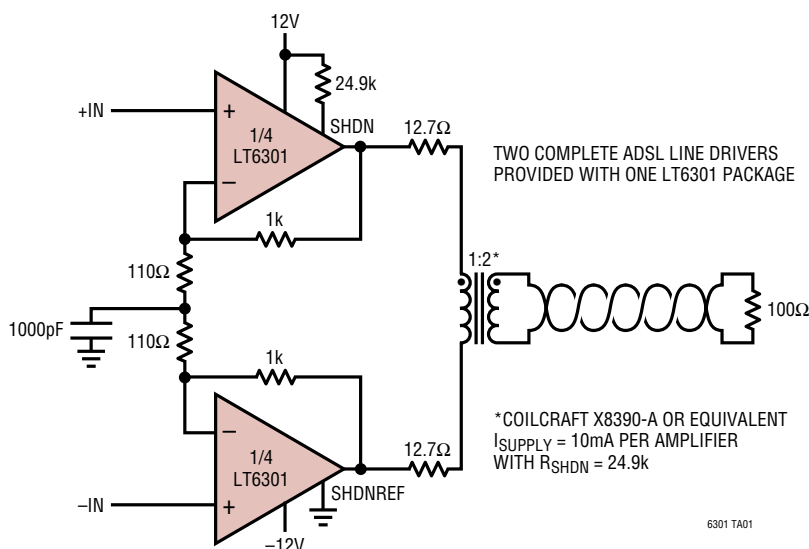 12V
24.9k
+IN
+
SHDN
12.7Ω
1/4
LT6301
–
TWO COMPLETE ADSL LINE DRIVERS
PROVIDED WITH ONE LT6301 PACKAGE
1k
110Ω
1:2*
1000pF
110Ω
100Ω
1k
–
1/4
LT6301
12.7Ω
*COILCRAFT X8390-A OR EQUIVALENT
ISUPPLY = 10mA PER AMPLIFIER
WITH RSHDN = 24.9k
SHDNREF
–IN
+
–12V
6301 TA01